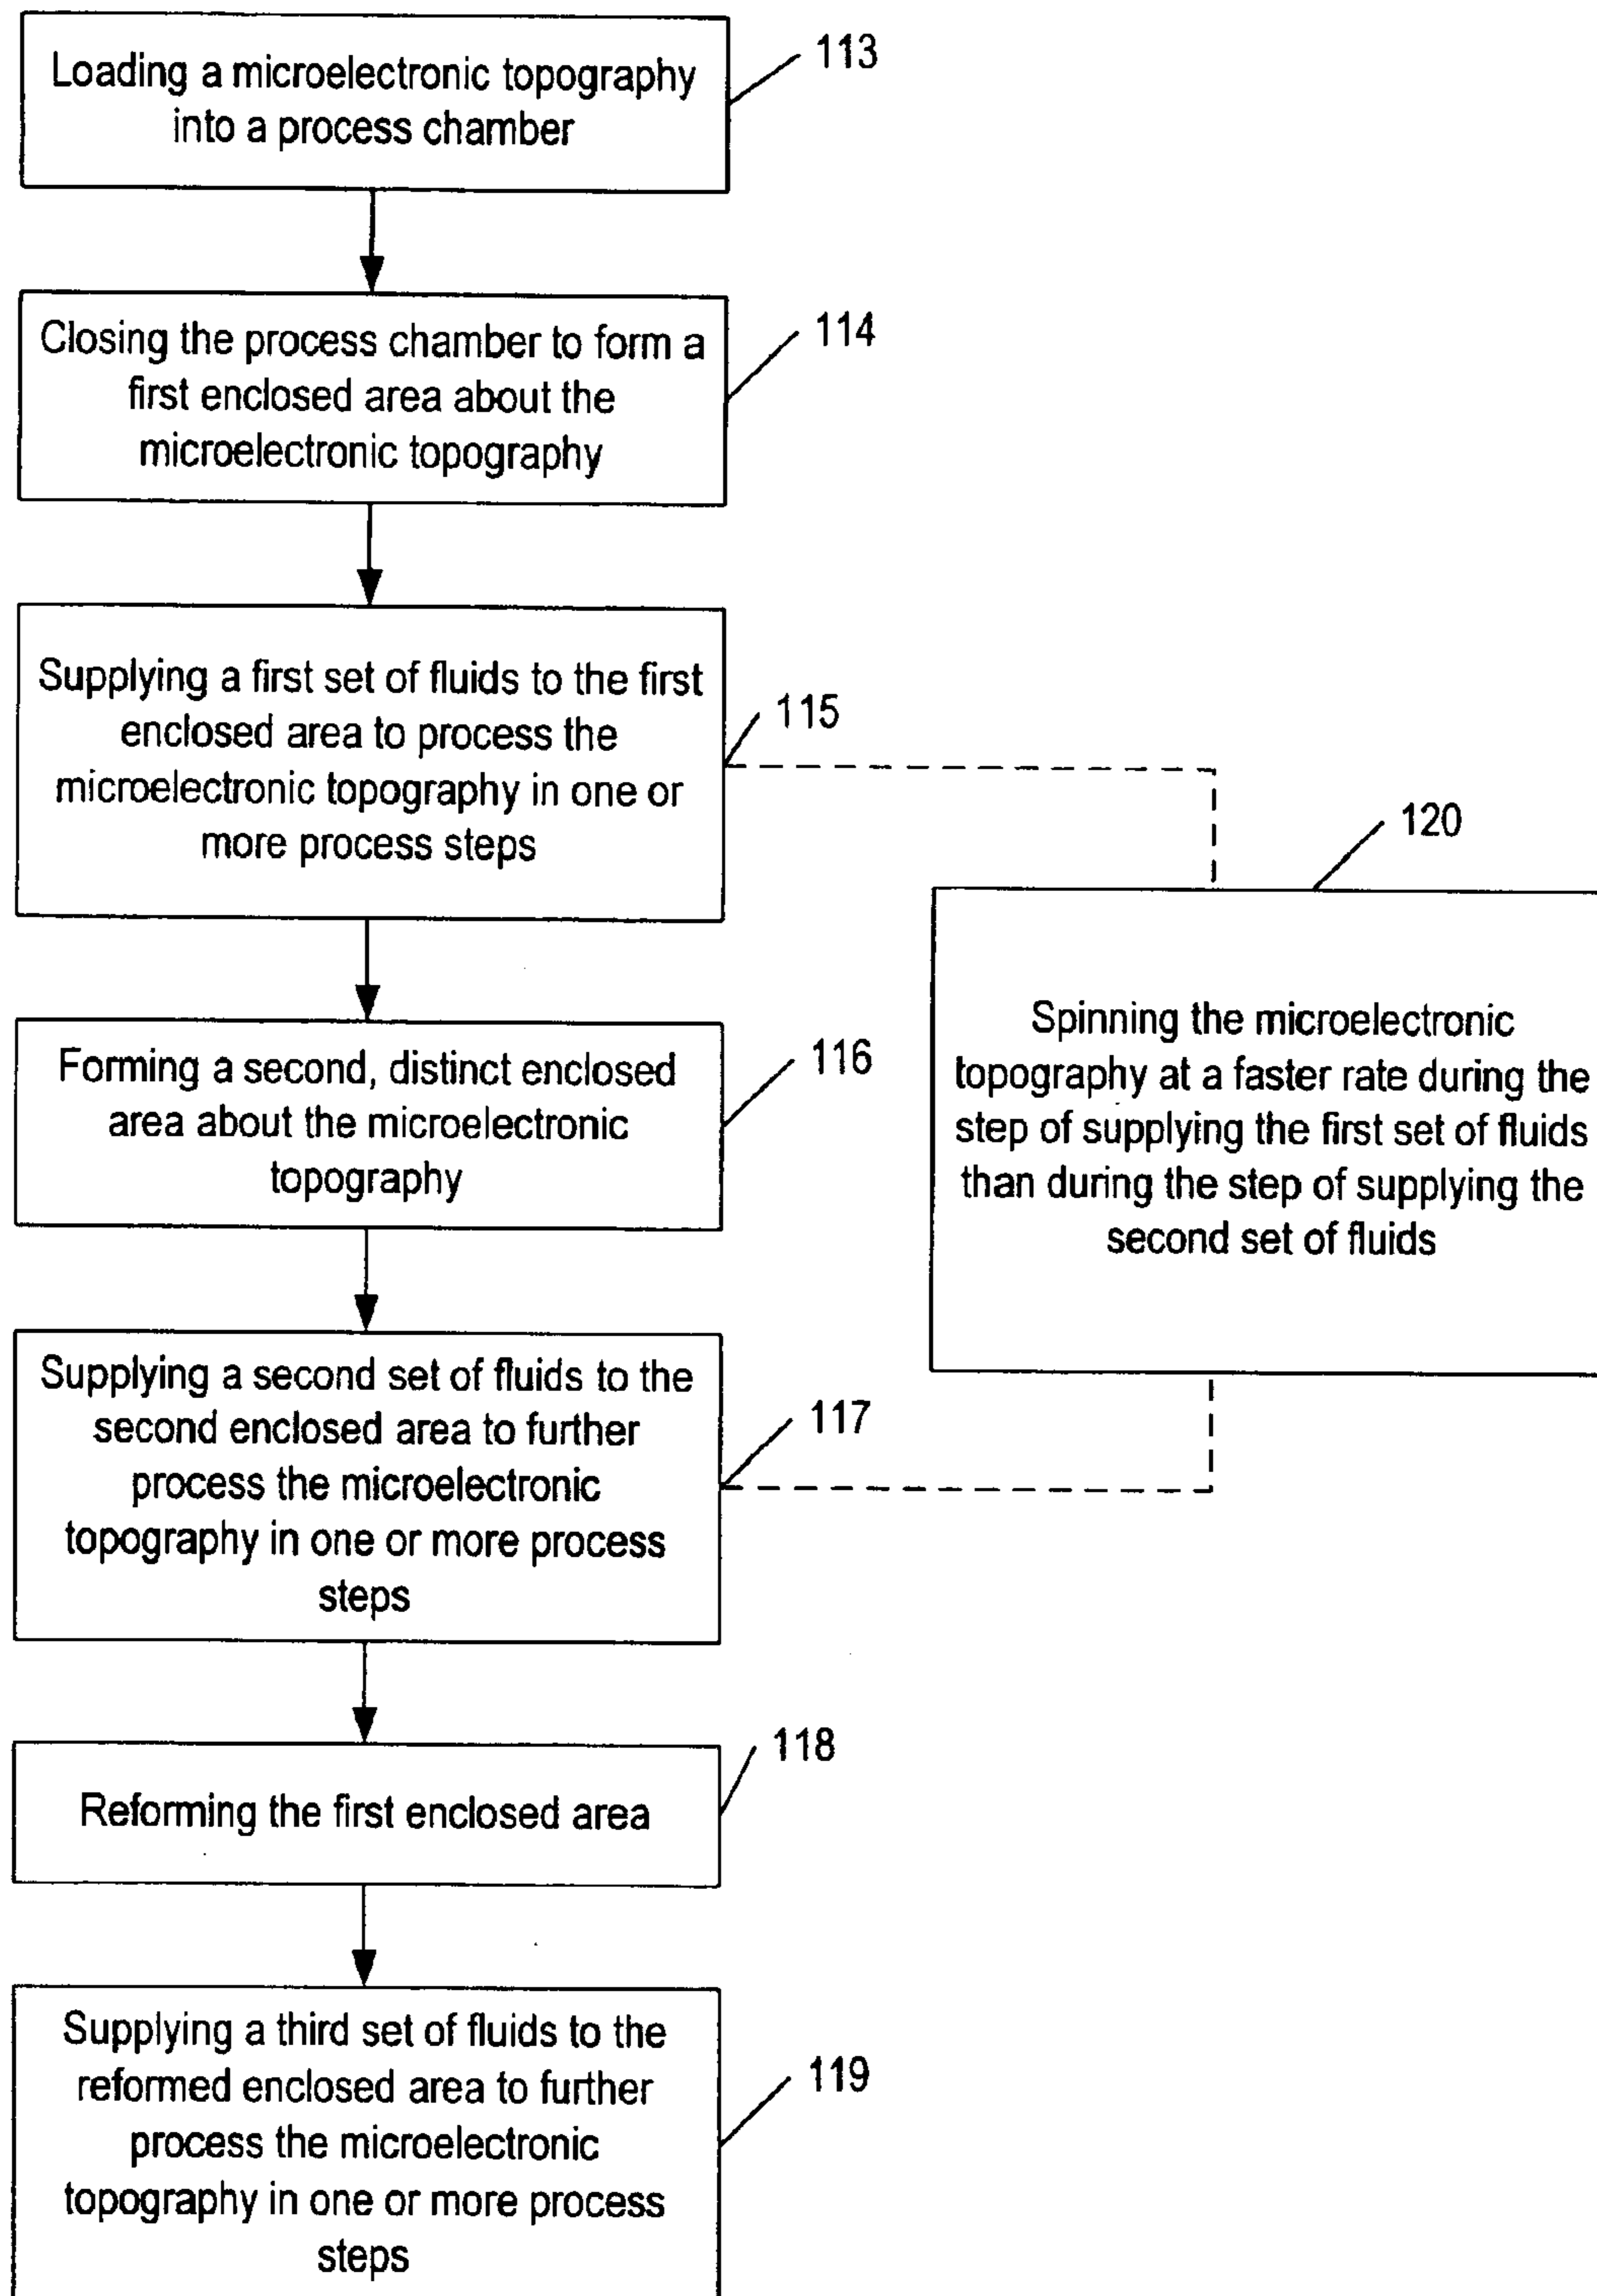 Loading a microelectronic topography
into a process chamber
113
Closing the process chamber to form a
first enclosed area about the
microelectronic topography
114
Supplying a first set of fluids to the first
enclosed area to process the
microelectronic topography in one or
more process steps
115
120
Spinning the microelectronic
topography at a faster rate during the
step of supplying the first set of fluids
than during the step of supplying the
second set of fluids
Forming a second, distinct enclosed
area about the microelectronic
topography
116
Supplying a second set of fluids to the
second enclosed area to further
process the microelectronic
topography in one or more process
steps
117
Reforming the first enclosed area
118
Supplying a third set of fluids to the
reformed enclosed area to further
process the microelectronic
topography in one or more process
steps
119